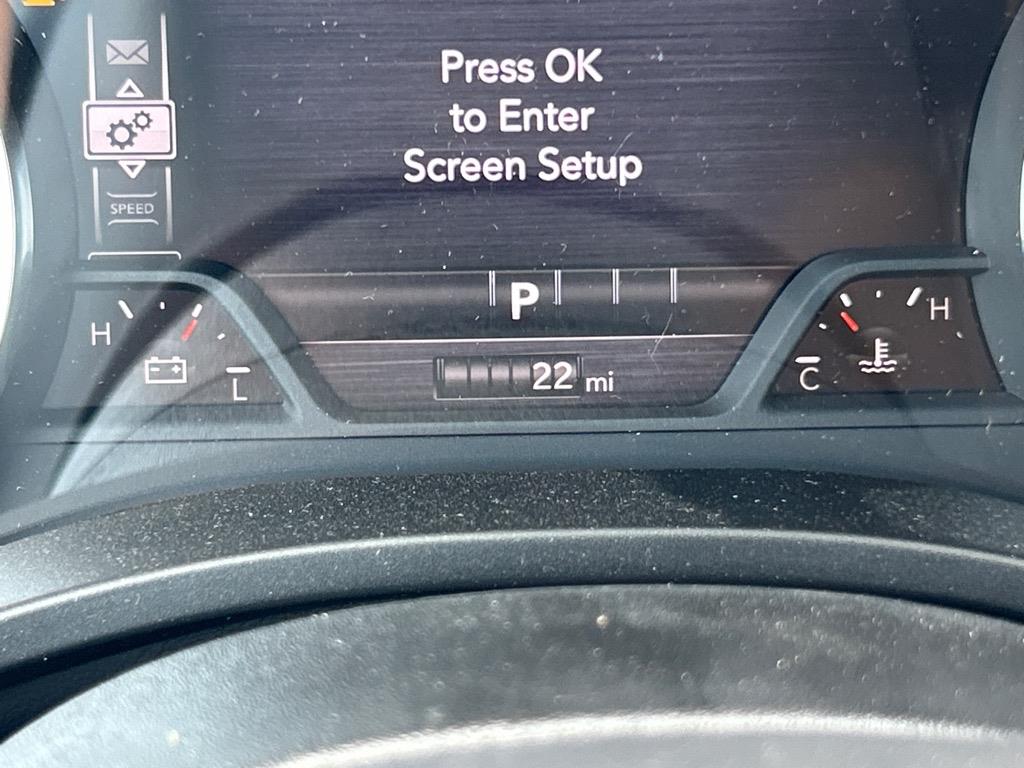 Press OK
to Enter
Screen Setup
SPEED
P
H
H
L
C
22 mi